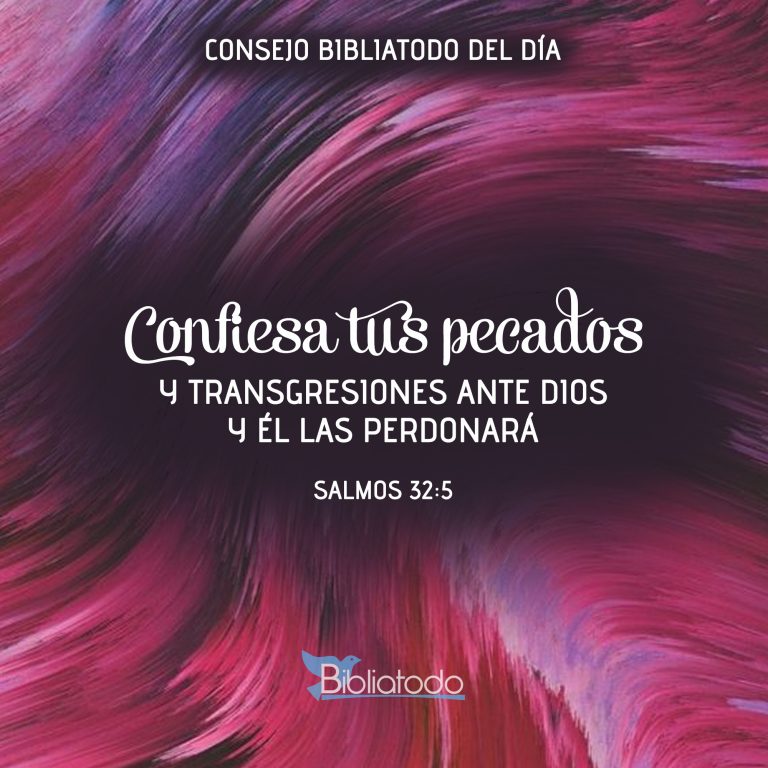 CONSEJO BIBLIATODO DEL DÍA
Confiesa tus pecados
Y TRANSGRESIONES ANTE DIOS
Y ÉL LAS PERDONARÁ
SALMOS 32:5
Bibliatodo